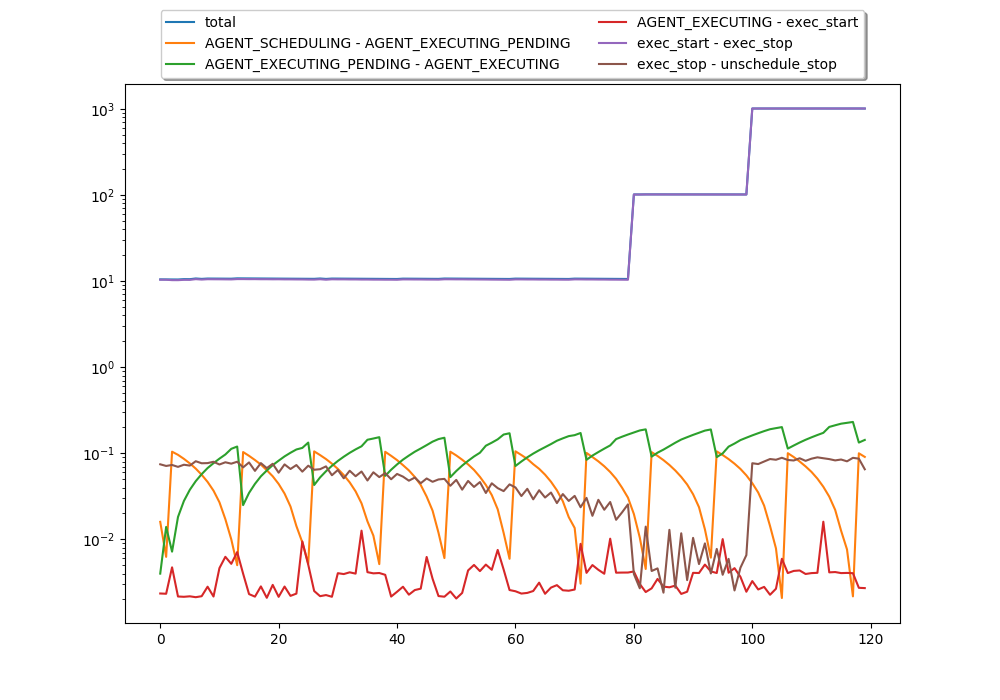 total
AGENT_SCHEDULING - AGENT_EXECUTING_PENDING
AGENT_EXECUTING_PENDING - AGENT_EXECUTING
AGENT_EXECUTING - exec_start
exec_start - exec_stop
exec_stop - unschedule_stop
10³
10²
10¹
10⁰
10⁻¹
10⁻²
0 20 40 60 80 100 120